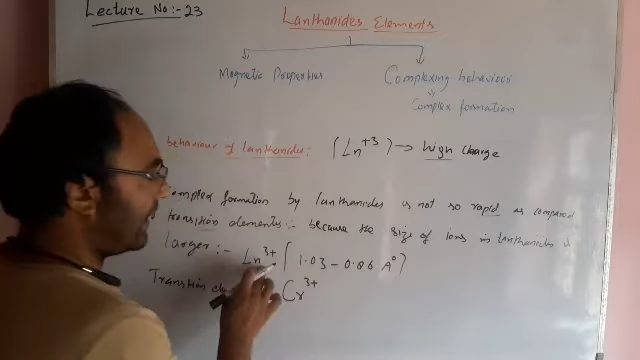 Lecture No:- 23
Lanthanides Elements
Magnetic Properties
Complexing behaviour
Complex formation
behaviour of lanthanides: [Ln+3) → high charge
omplex formation by lanthanides is not so rapid as compared
transition elements:- because the size of ions in lanthanides is
larger:- Ln3+ [1.03 - 0.86 A°)
Transition Cr3+